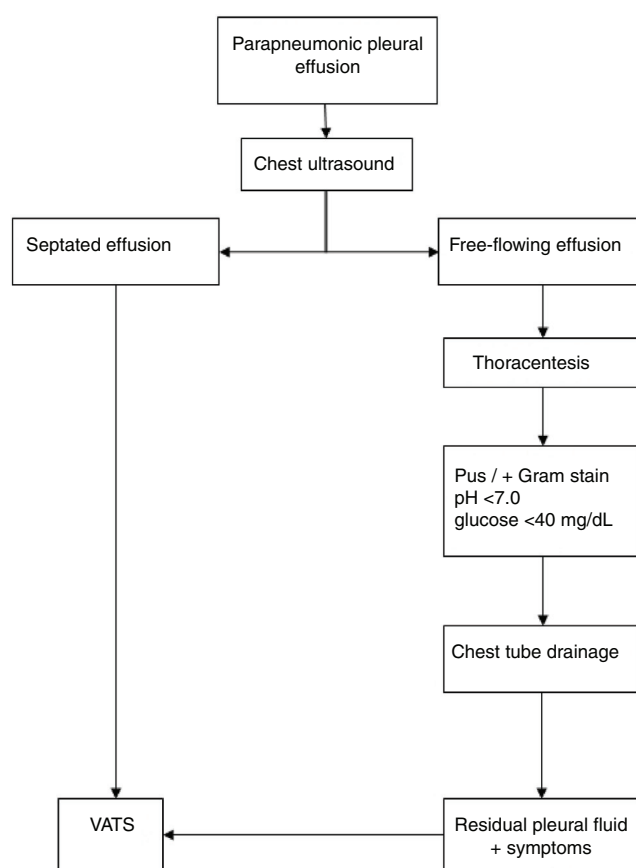 Parapneumonic pleural
effusion
Chest ultrasound
Septated effusion
Free-flowing effusion
Thoracentesis
Pus / + Gram stain
pH <7.0
glucose <40 mg/dL
Chest tube drainage
VATS
Residual pleural fluid
+ symptoms